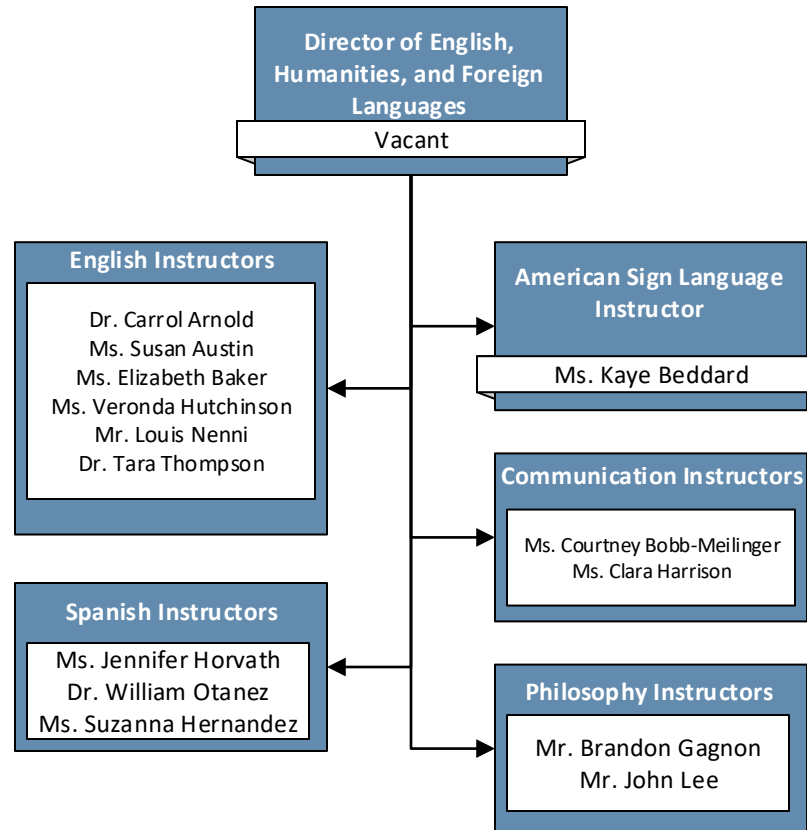 Director of English,
Humanities, and Foreign
Languages
Vacant
English Instructors
Dr. Carrol Arnold
Ms. Susan Austin
Ms. Elizabeth Baker
Ms. Veronda Hutchinson
Mr. Louis Nenni
Dr. Tara Thompson
Spanish Instructors
Ms. Jennifer Horvath
Dr. William Otanez
Ms. Suzanna Hernandez
American Sign Language
Instructor
Ms. Kaye Beddard
Communication Instructors
Ms. Courtney Bobb-Meilinger
Ms. Clara Harrison
Philosophy Instructors
Mr. Brandon Gagnon
Mr. John Lee